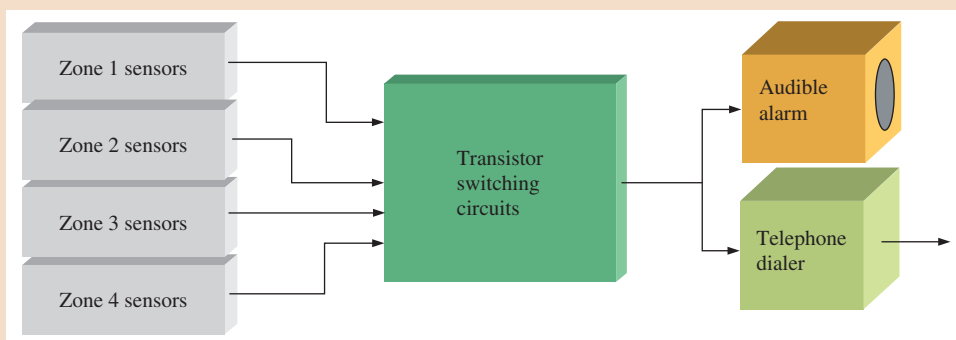 Zone 1 sensors
Zone 2 sensors
Zone 3 sensors
Zone 4 sensors
Transistor
switching
circuits
Audible
alarm
Telephone
dialer